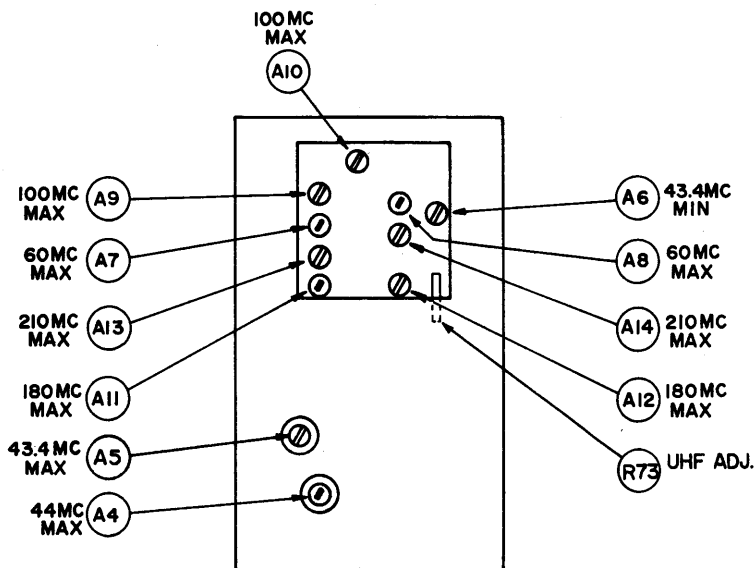 100MC
MAX
A10
100MC
MAX
A9
60MC
MAX
A7
210MC
MAX
A13
180MC
MAX
A11
43.4MC
MAX
A5
44MC
MAX
A4
A6
43.4MC
MIN
A8
60MC
MAX
A14
210MC
MAX
A12
180MC
MAX
R73
UHF ADJ.